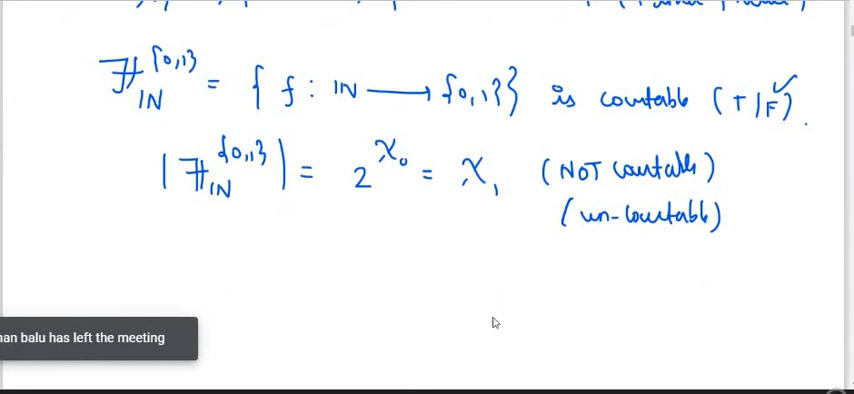 ℱ_IN^{0,1} = { f : IN ⟶ {0,1} } is countable (T/F✓).
|ℱ_IN^{0,1}| = 2^ℵ₀ = ℵ₁ (NOT countable)
(un-countable)
nan balu has left the meeting